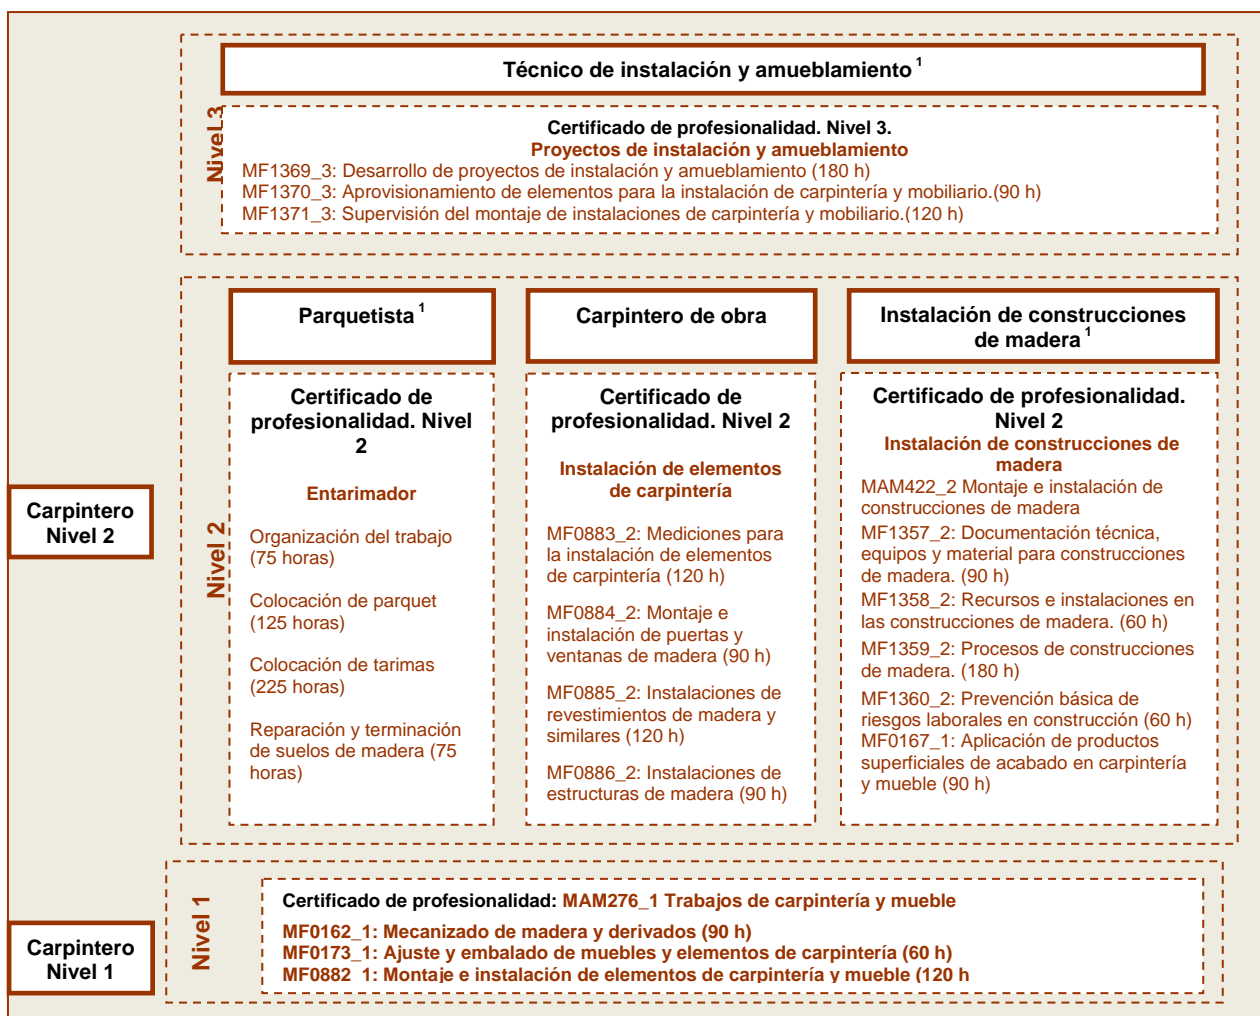 Nivel 3
Técnico de instalación y amueblamiento 1
Certificado de profesionalidad. Nivel 3.
Proyectos de instalación y amueblamiento
MF1369_3: Desarrollo de proyectos de instalación y amueblamiento (180 h)
MF1370_3: Aprovisionamiento de elementos para la instalación de carpintería y mobiliario.(90 h)
MF1371_3: Supervisión del montaje de instalaciones de carpintería y mobiliario.(120 h)
Carpintero
Nivel 2
Nivel 2
Parquetista 1
Certificado de
profesionalidad. Nivel
2
Entarimador
Organización del trabajo
(75 horas)
Colocación de parquet
(125 horas)
Colocación de tarimas
(225 horas)
Reparación y terminación
de suelos de madera (75
horas)
Carpintero de obra
Certificado de
profesionalidad. Nivel 2
Instalación de elementos
de carpintería
MF0883_2: Mediciones para
la instalación de elementos
de carpintería (120 h)
MF0884_2: Montaje e
instalación de puertas y
ventanas de madera (90 h)
MF0885_2: Instalaciones de
revestimientos de madera y
similares (120 h)
MF0886_2: Instalaciones de
estructuras de madera (90 h)
Instalación de construcciones
de madera 1
Certificado de profesionalidad.
Nivel 2
Instalación de construcciones de
madera
MAM422_2 Montaje e instalación de
construcciones de madera
MF1357_2: Documentación técnica,
equipos y material para construcciones
de madera. (90 h)
MF1358_2: Recursos e instalaciones en
las construcciones de madera. (60 h)
MF1359_2: Procesos de construcciones
de madera. (180 h)
MF1360_2: Prevención básica de
riesgos laborales en construcción (60 h)
MF0167_1: Aplicación de productos
superficiales de acabado en carpintería
y mueble (90 h)
Carpintero
Nivel 1
Nivel 1
Certificado de profesionalidad: MAM276_1 Trabajos de carpintería y mueble
MF0162_1: Mecanizado de madera y derivados (90 h)
MF0173_1: Ajuste y embalado de muebles y elementos de carpintería (60 h)
MF0882_1: Montaje e instalación de elementos de carpintería y mueble (120 h